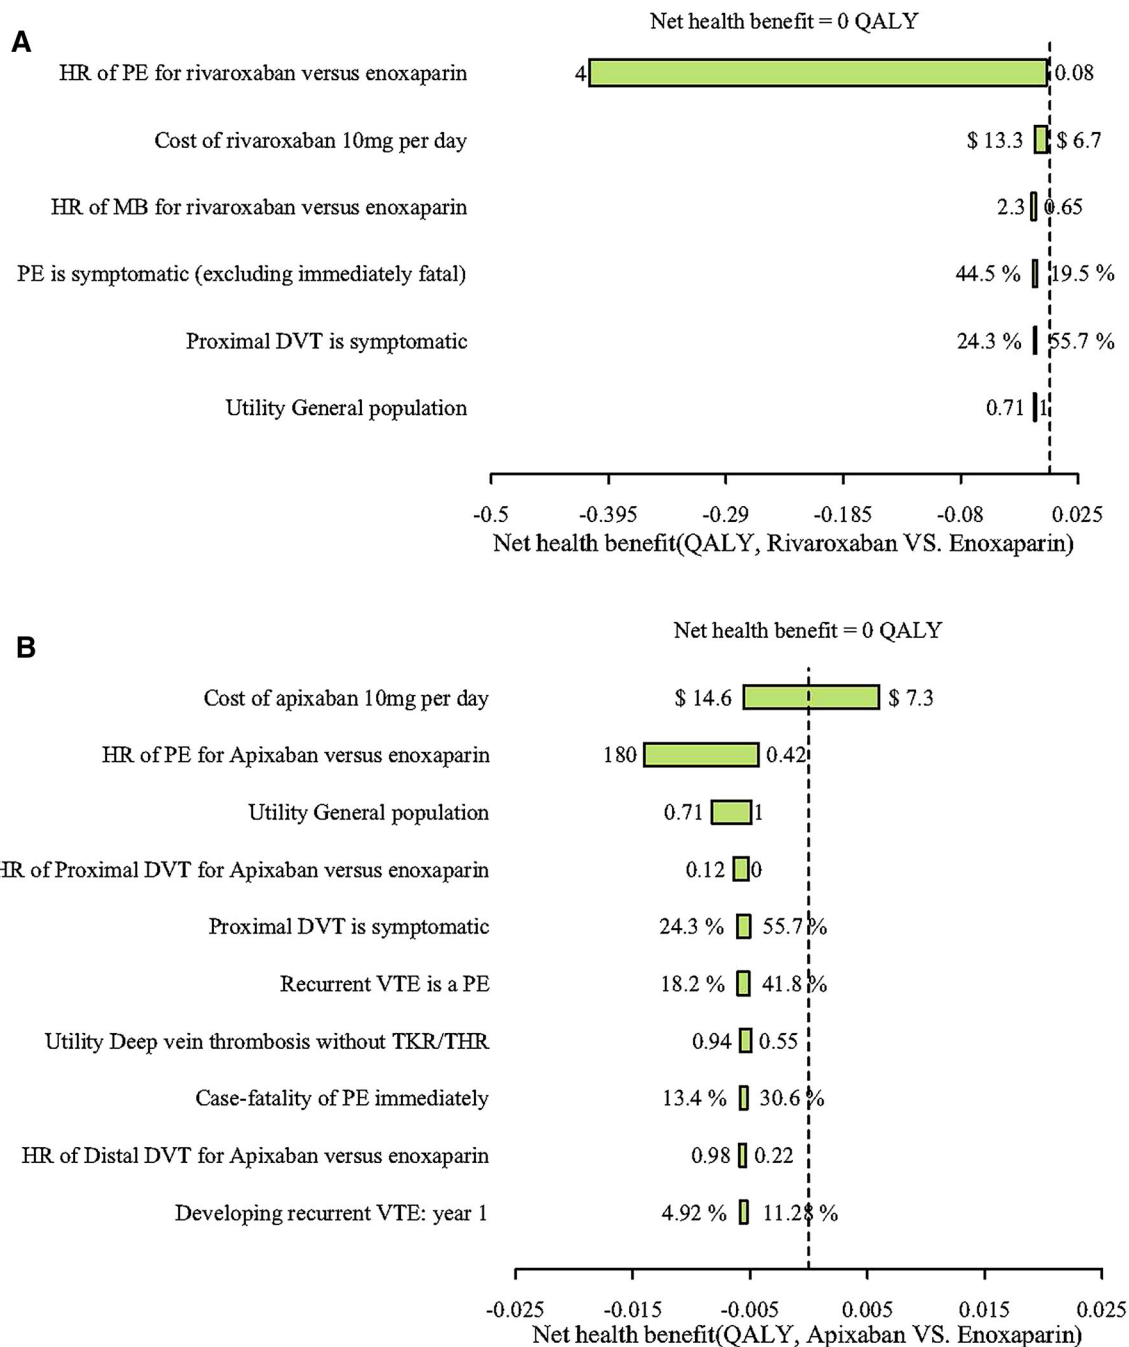 A
Net health benefit = 0 QALY
HR of PE for rivaroxaban versus enoxaparin 4 0.08
Cost of rivaroxaban 10mg per day $ 13.3 $ 6.7
HR of MB for rivaroxaban versus enoxaparin 2.3 0.65
PE is symptomatic (excluding immediately fatal) 44.5 % 19.5 %
Proximal DVT is symptomatic 24.3 % 55.7 %
Utility General population 0.71 1
-0.5 -0.395 -0.29 -0.185 -0.08 0.025
Net health benefit(QALY, Rivaroxaban VS. Enoxaparin)
B
Net health benefit = 0 QALY
Cost of apixaban 10mg per day $ 14.6 $ 7.3
HR of PE for Apixaban versus enoxaparin 180 0.42
Utility General population 0.71 1
HR of Proximal DVT for Apixaban versus enoxaparin 0.12 0
Proximal DVT is symptomatic 24.3 % 55.7 %
Recurrent VTE is a PE 18.2 % 41.8 %
Utility Deep vein thrombosis without TKR/THR 0.94 0.55
Case-fatality of PE immediately 13.4 % 30.6 %
HR of Distal DVT for Apixaban versus enoxaparin 0.98 0.22
Developing recurrent VTE: year 1 4.92 % 11.28 %
-0.025 -0.015 -0.005 0.005 0.015 0.025
Net health benefit(QALY, Apixaban VS. Enoxaparin)